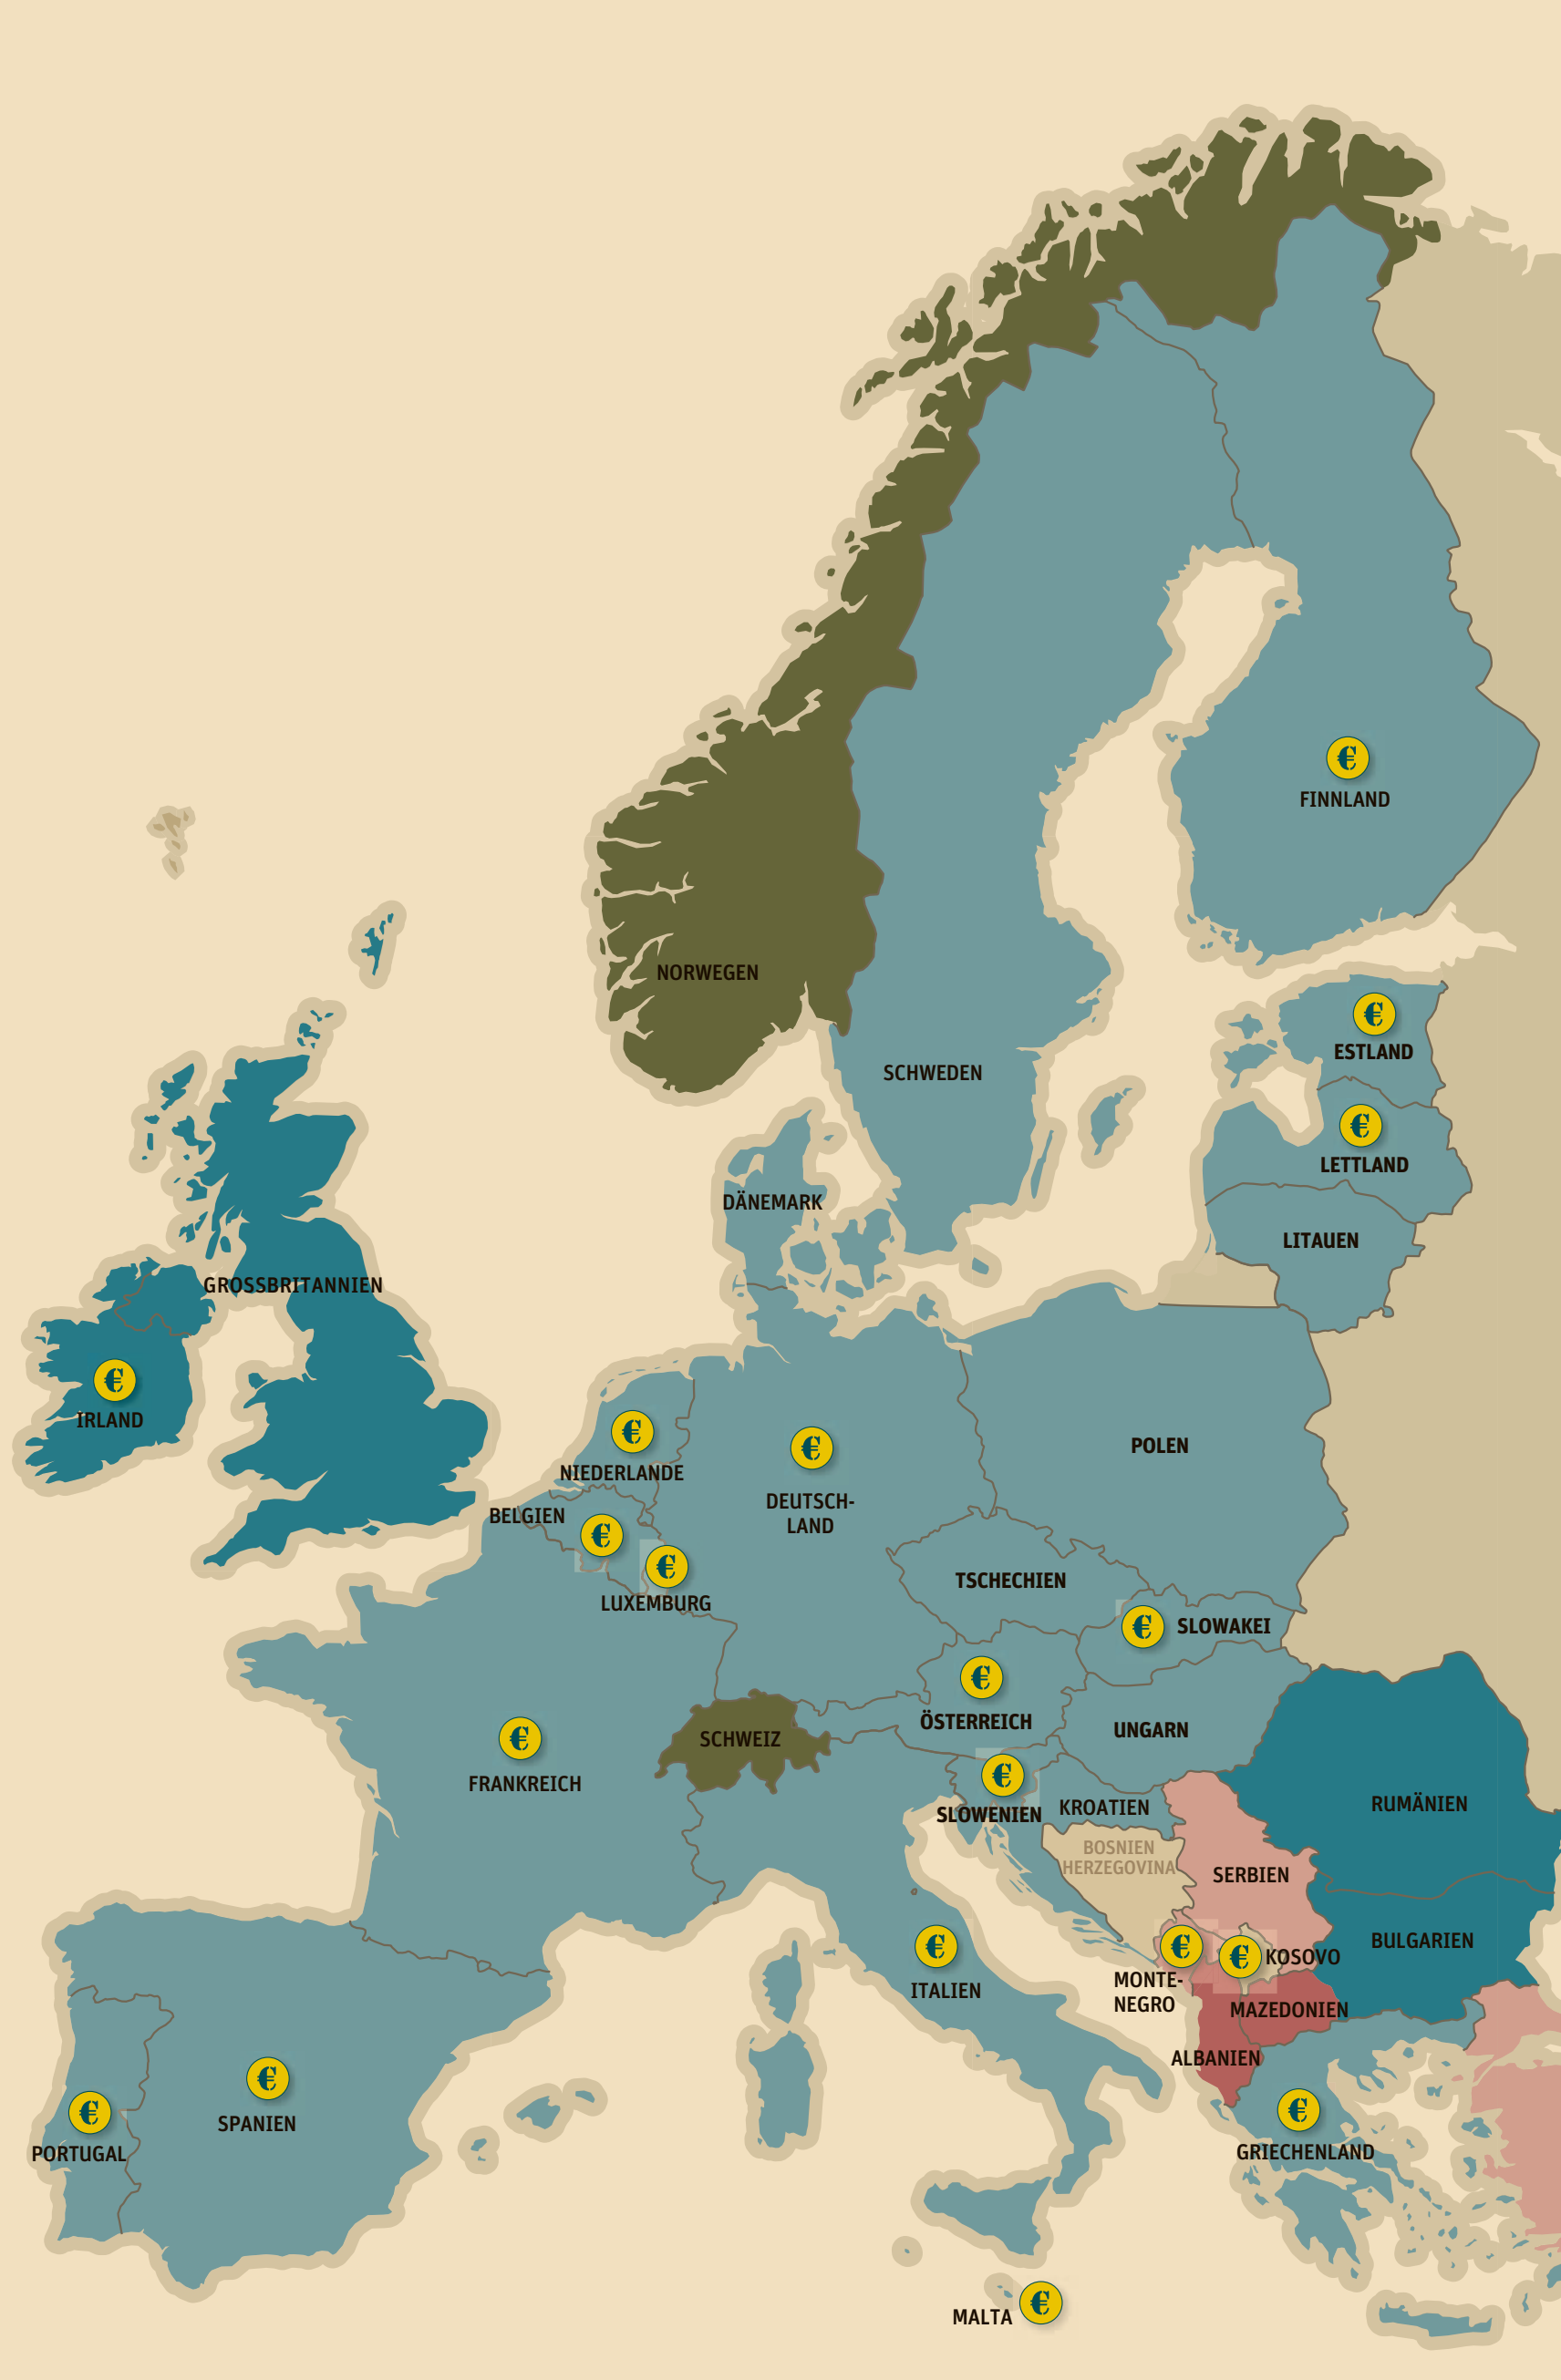 €
FINNLAND
NORWEGEN
€
ESTLAND
SCHWEDEN
€
LETTLAND
DÄNEMARK
LITAUEN
GROSSBRITANNIEN
€
IRLAND
€
NIEDERLANDE
€
DEUTSCH-
LAND
POLEN
BELGIEN
€
€
LUXEMBURG
TSCHECHIEN
€
SLOWAKEI
€
ÖSTERREICH
UNGARN
SCHWEIZ
€
FRANKREICH
€
SLOWENIEN
KROATIEN
RUMÄNIEN
BOSNIEN
HERZEGOVINA
SERBIEN
€
ITALIEN
€
MONTE-
NEGRO
€
KOSOVO
BULGARIEN
MAZEDONIEN
ALBANIEN
€
SPANIEN
€
PORTUGAL
€
GRIECHENLAND
€
MALTA